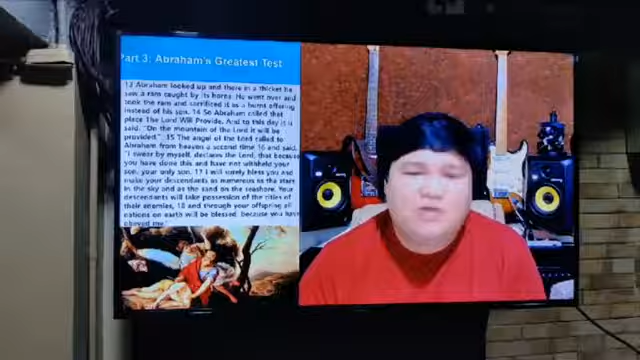 Part 3: Abraham's Greatest Test
13 Abraham looked up and there in a thicket he
saw a ram caught by its horns. He went over and
took the ram and sacrificed it as a burnt offering
instead of his son. 14 So Abraham called that
place The Lord Will Provide. And to this day it is
said, "On the mountain of the Lord it will be
provided." 15 The angel of the Lord called to
Abraham from heaven a second time 16 and said,
"I swear by myself, declares the Lord, that because
you have done this and have not withheld your
son, your only son, 17 I will surely bless you and
make your descendants as numerous as the stars
in the sky and as the sand on the seashore. Your
descendants will take possession of the cities of
their enemies, 18 and through your offspring all
nations on earth will be blessed, because you have
obeyed me."